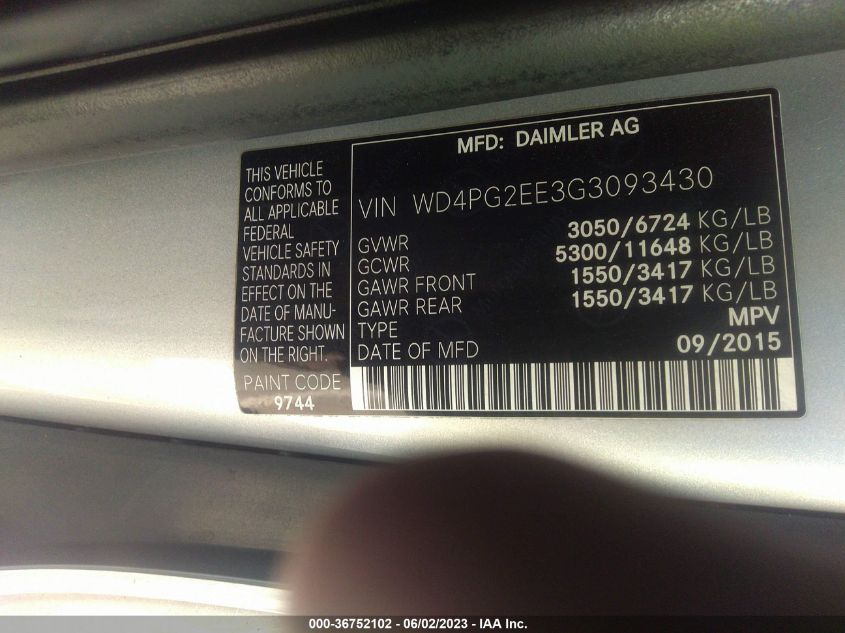 MFD: DAIMLER AG
THIS VEHICLE
CONFORMS TO
ALL APPLICABLE
FEDERAL
VEHICLE SAFETY
STANDARDS IN
EFFECT ON THE
DATE OF MANU-
FACTURE SHOWN
ON THE RIGHT.
PAINT CODE
9744
VIN WD4PG2EE3G3093430
GVWR 3050/6724 KG/LB
GCWR 5300/11648 KG/LB
GAWR FRONT 1550/3417 KG/LB
GAWR REAR 1550/3417 KG/LB
TYPE MPV
DATE OF MFD 09/2015
000-36752102 - 06/02/2023 - IAA Inc.